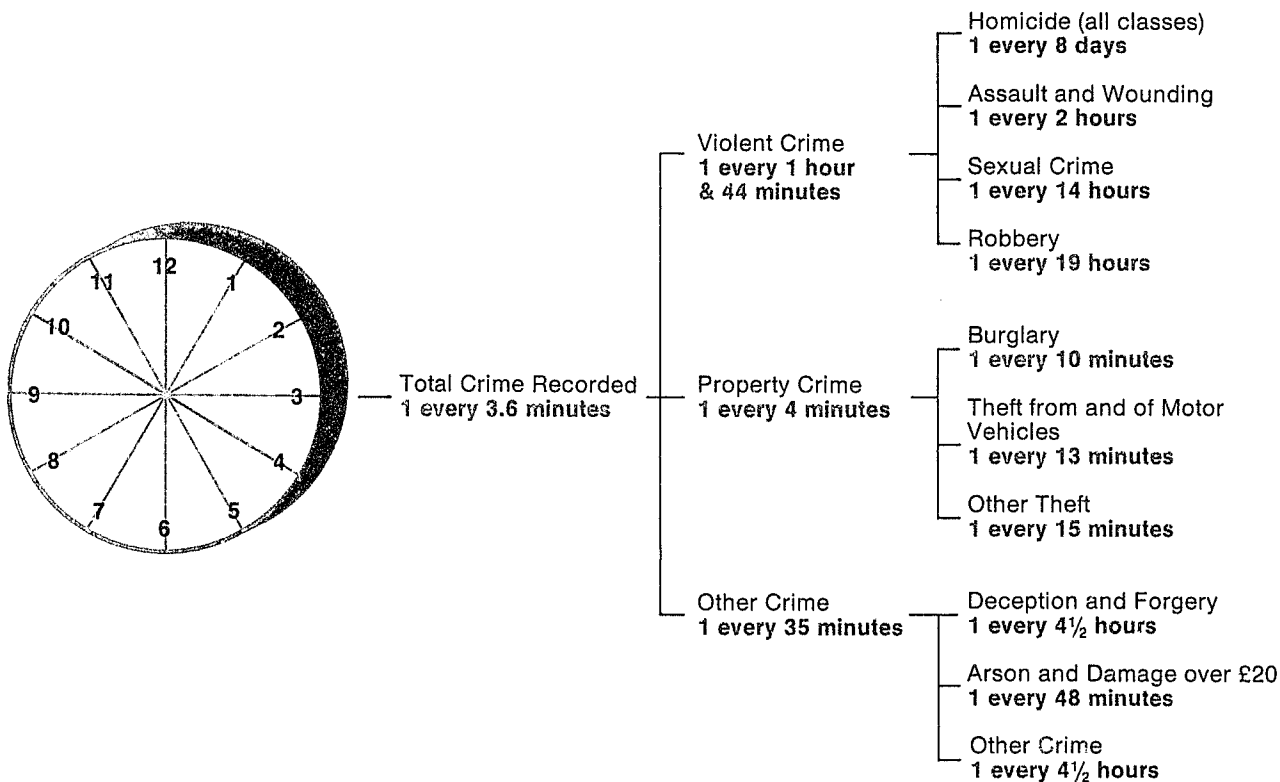 12
1
2
3
4
5
6
7
8
9
10
11
Total Crime Recorded
1 every 3.6 minutes
Violent Crime
1 every 1 hour
& 44 minutes
Homicide (all classes)
1 every 8 days
Assault and Wounding
1 every 2 hours
Sexual Crime
1 every 14 hours
Robbery
1 every 19 hours
Property Crime
1 every 4 minutes
Burglary
1 every 10 minutes
Theft from and of Motor
Vehicles
1 every 13 minutes
Other Theft
1 every 15 minutes
Other Crime
1 every 35 minutes
Deception and Forgery
1 every 4½ hours
Arson and Damage over £20
1 every 48 minutes
Other Crime
1 every 4½ hours